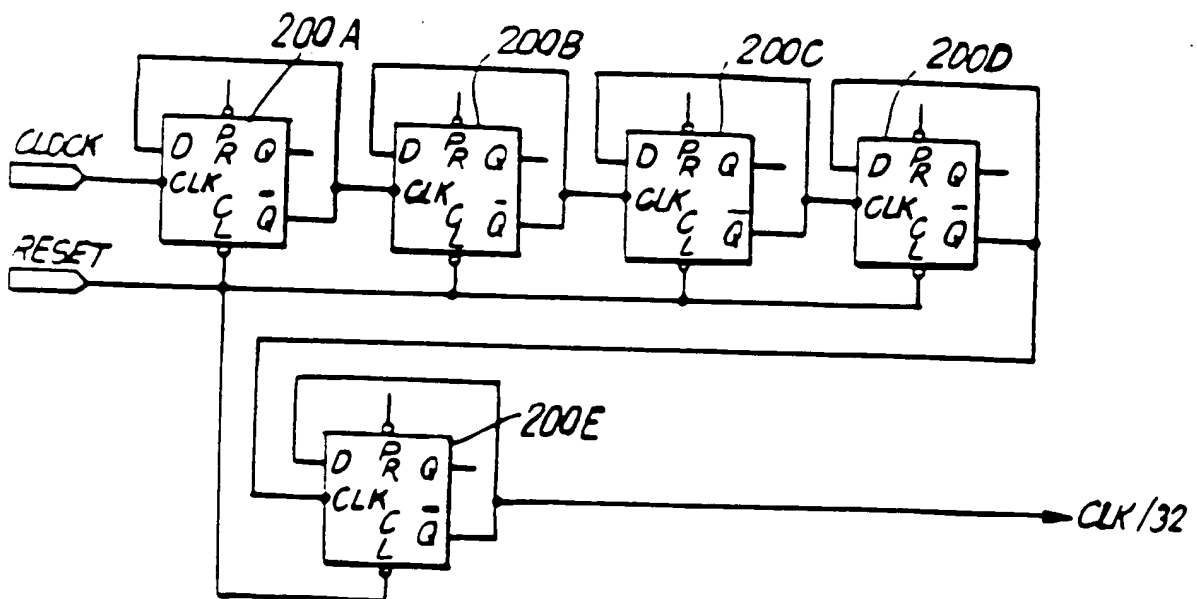 200A
200B
200C
200D
CLOCK
RESET
D PR Q
CLK
CL Q̅
D PR Q
CLK
CL Q̅
D PR Q
CLK
CL Q̅
D PR Q
CLK
CL Q̅
200E
D PR Q
CLK
CL Q̅
CLK/32